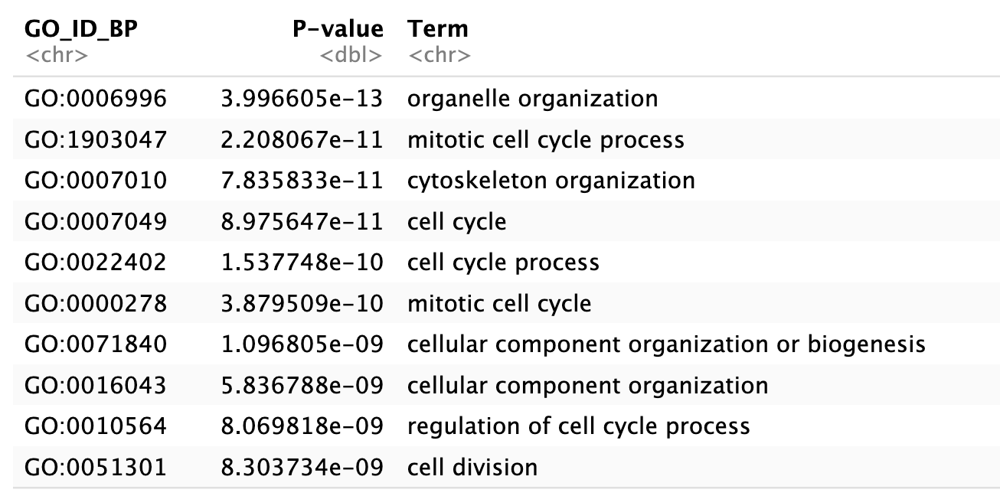 GO_ID_BP P-value Term
<chr> <dbl> <chr>
GO:0006996 3.996605e-13 organelle organization
GO:1903047 2.208067e-11 mitotic cell cycle process
GO:0007010 7.835833e-11 cytoskeleton organization
GO:0007049 8.975647e-11 cell cycle
GO:0022402 1.537748e-10 cell cycle process
GO:0000278 3.879509e-10 mitotic cell cycle
GO:0071840 1.096805e-09 cellular component organization or biogenesis
GO:0016043 5.836788e-09 cellular component organization
GO:0010564 8.069818e-09 regulation of cell cycle process
GO:0051301 8.303734e-09 cell division